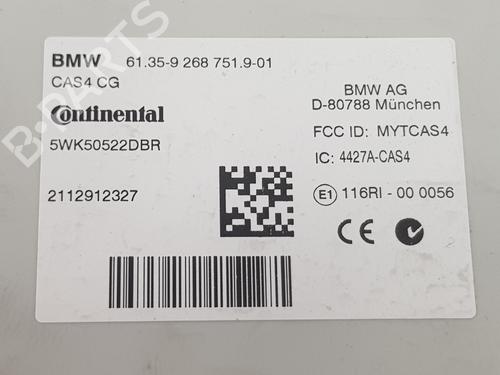 BMW 61.35-9 268 751.9-01
CAS4 CG
Continental
5WK50522DBR
2112912327
BMW AG
D-80788 München
FCC ID: MYTCAS4
IC: 4427A-CAS4
E1 116RI - 00 0056
CE
B-PARTS